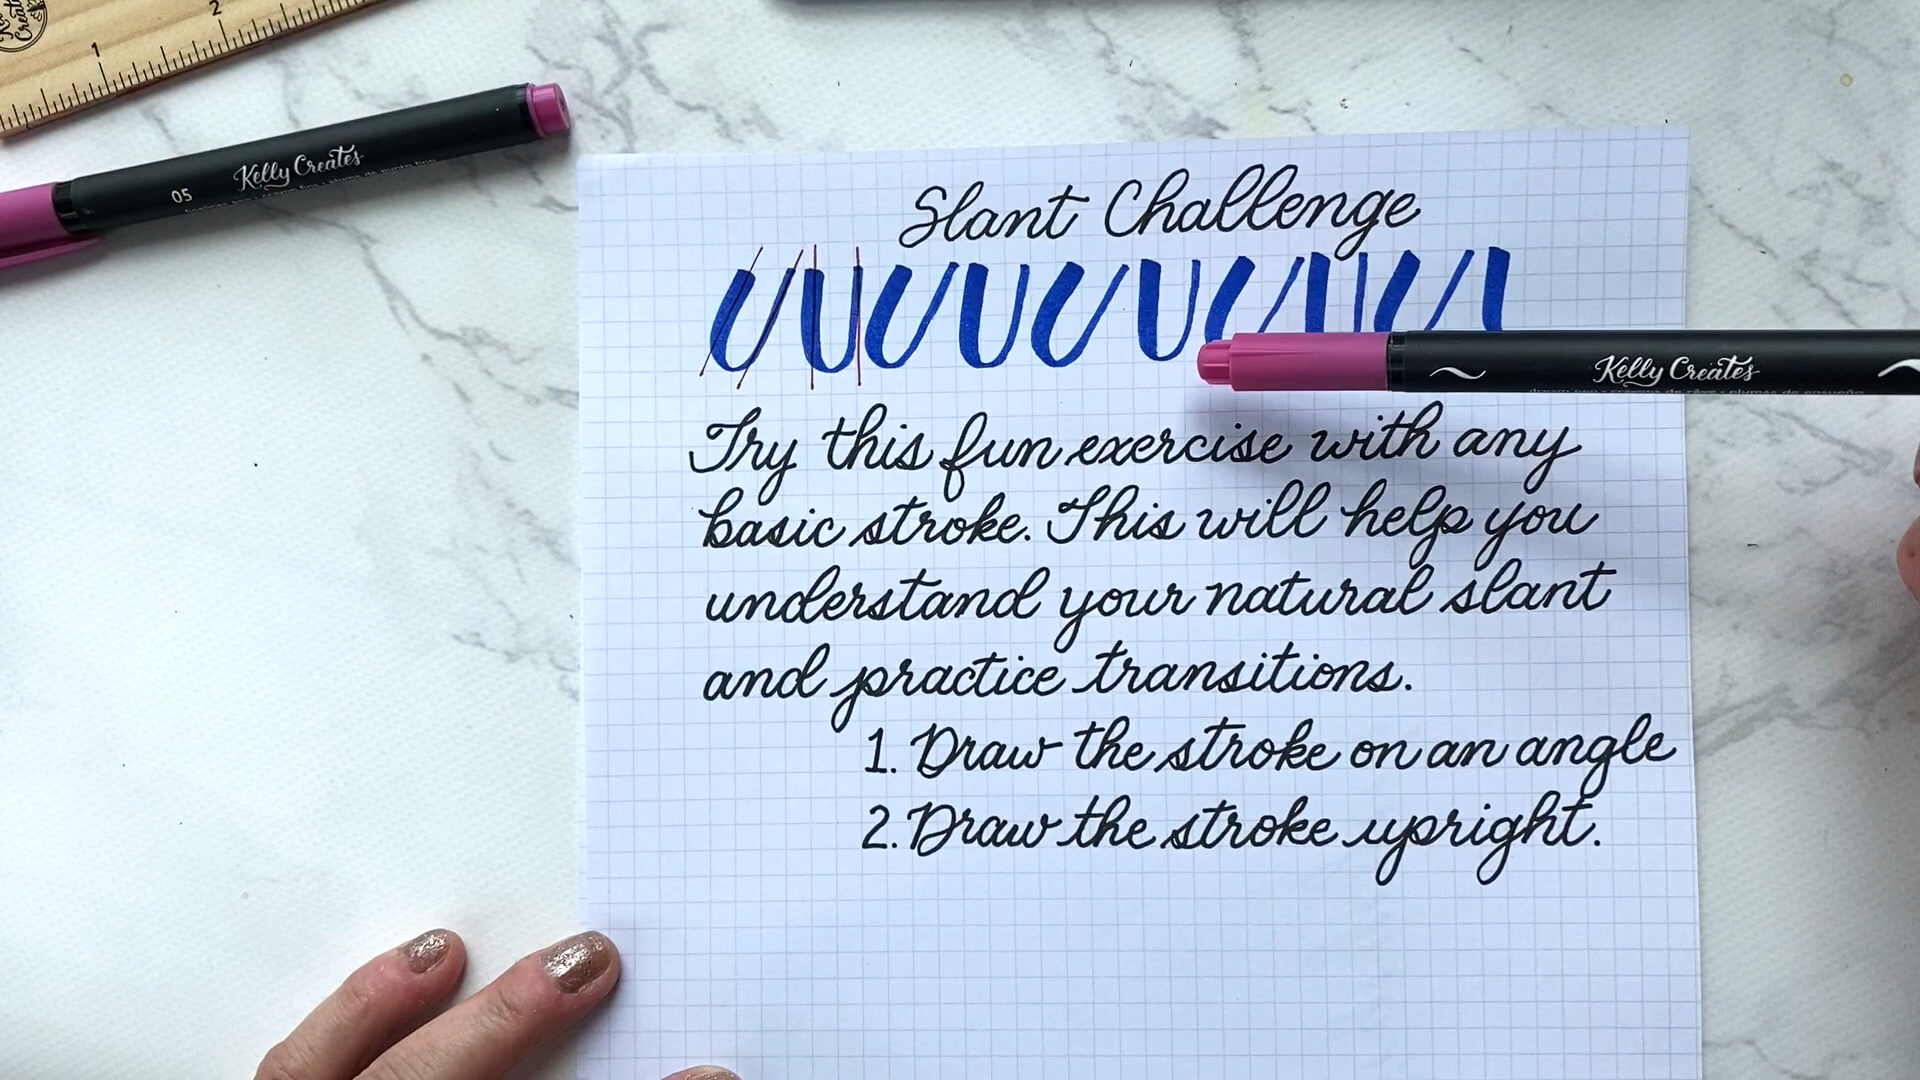 1 2
Kelly Creates
05
Slant Challenge
Kelly Creates
Try this fun exercise with any
basic stroke. This will help you
understand your natural slant
and practice transitions.
1. Draw the stroke on an angle
2. Draw the stroke upright.